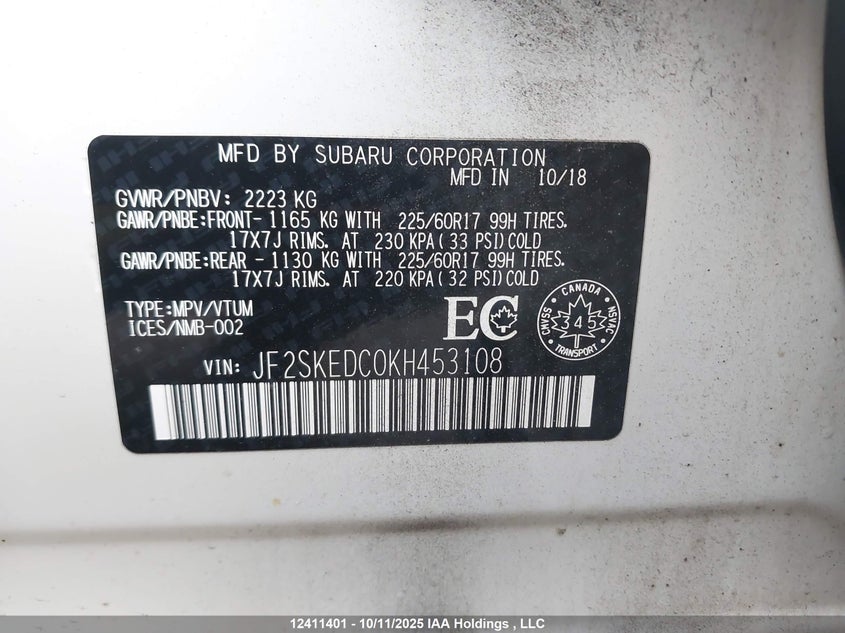 MFD BY SUBARU CORPORATION
MFD IN 10/18
GVWR/PNBV: 2223 KG
GAWR/PNBE:FRONT- 1165 KG WITH 225/60R17 99H TIRES.
17X7J RIMS. AT 230 KPA(33 PSI)COLD
GAWR/PNBE:REAR - 1130 KG WITH 225/60R17 99H TIRES.
17X7J RIMS. AT 220 KPA(32 PSI)COLD
TYPE:MPV/VTUM
ICES/NMB-002
EC
CANADA
CMVSS 345 NSVAC
TRANSPORT
VIN: JF2SKEDC0KH453108
12411401 - 10/11/2025 IAA Holdings , LLC